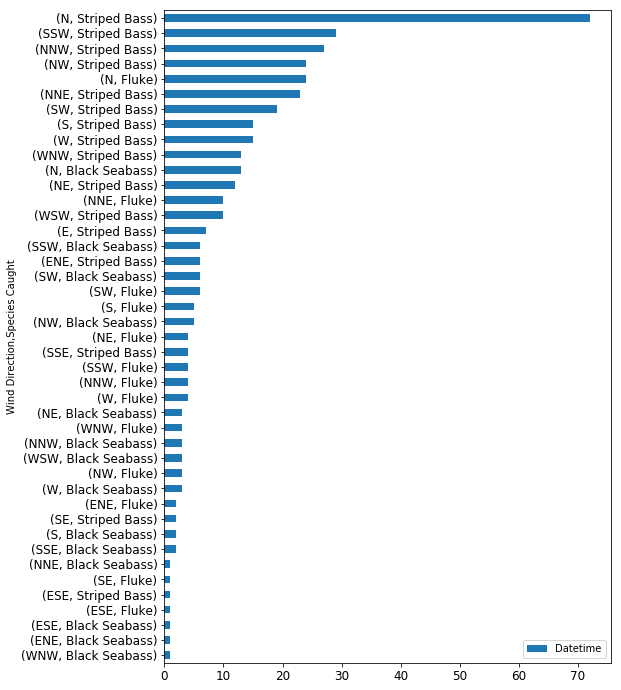 (N, Striped Bass)
(SSW, Striped Bass)
(NNW, Striped Bass)
(NW, Striped Bass)
(N, Fluke)
(NNE, Striped Bass)
(SW, Striped Bass)
(S, Striped Bass)
(W, Striped Bass)
(WNW, Striped Bass)
(N, Black Seabass)
(NE, Striped Bass)
(NNE, Fluke)
(WSW, Striped Bass)
(E, Striped Bass)
(SSW, Black Seabass)
(ENE, Striped Bass)
(SW, Black Seabass)
(SW, Fluke)
(S, Fluke)
(NW, Black Seabass)
(NE, Fluke)
(SSE, Striped Bass)
(SSW, Fluke)
(NNW, Fluke)
(W, Fluke)
(NE, Black Seabass)
(WNW, Fluke)
(NNW, Black Seabass)
(WSW, Black Seabass)
(NW, Fluke)
(W, Black Seabass)
(ENE, Fluke)
(SE, Striped Bass)
(S, Black Seabass)
(SSE, Black Seabass)
(NNE, Black Seabass)
(SE, Fluke)
(ESE, Striped Bass)
(ESE, Fluke)
(ESE, Black Seabass)
(ENE, Black Seabass)
(WNW, Black Seabass)
Wind Direction,Species Caught
0 10 20 30 40 50 60 70
Datetime